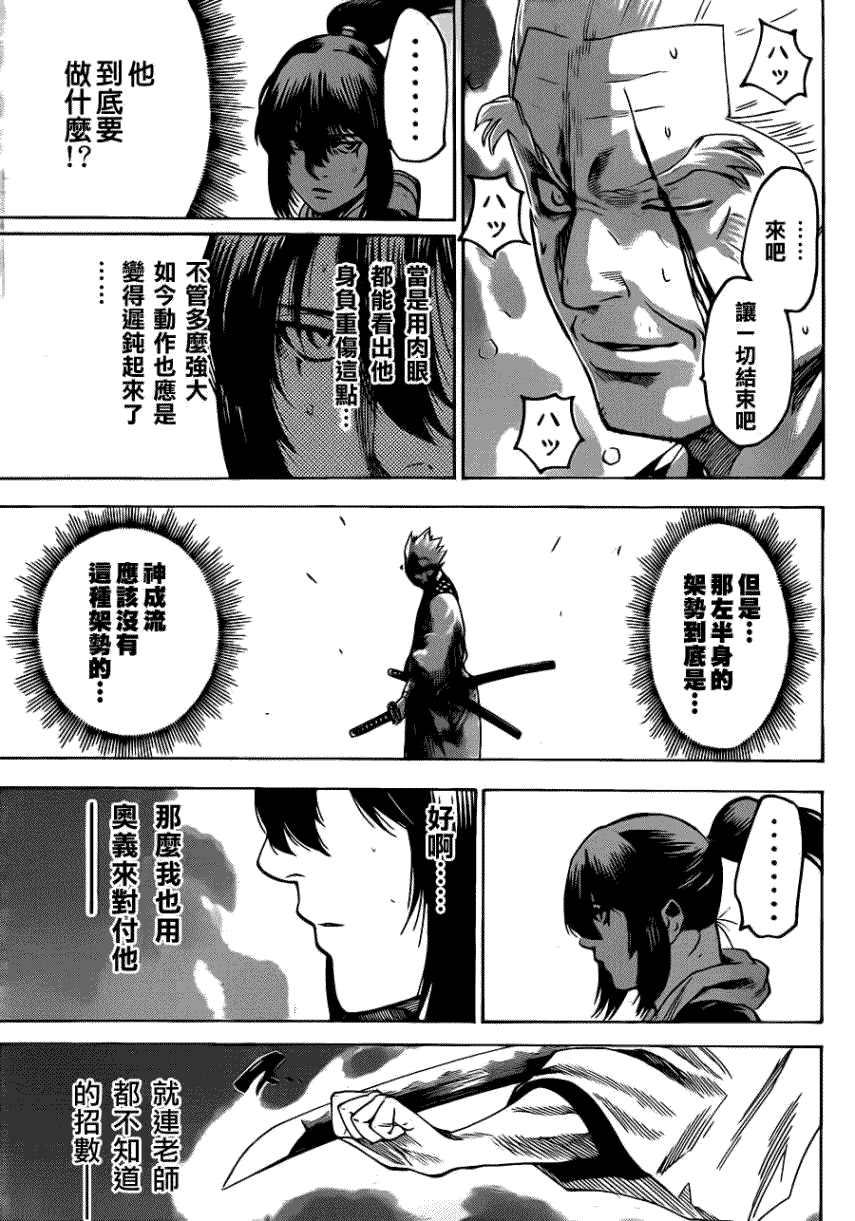 ハッ
ハッ
ハッ
……
來吧
讓一切結束吧
………
他
到底要
做什麼!?
當是用肉眼
都能看出他
身負重傷這點…
不管多麼強大
如今動作也應是
變得遲鈍起來了
……
但是…
那左半身的
架勢到底是…
神成流
應該沒有
這種架勢的…
………
好啊……
那麼我也用
奧義來對付他
——
就連老師
都不知道
的招數——